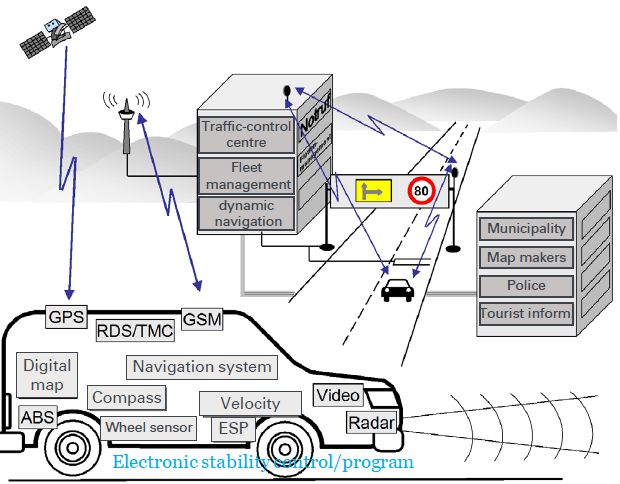 Notruf
Traffic-control
centre
Fleet
management
dynamic
navigation
80
Municipality
Map makers
Police
Tourist inform
GPS
RDS/TMC
GSM
Digital
map
Navigation system
Compass
Velocity
Video
ABS
Wheel sensor
ESP
Radar
Electronic stability control/program